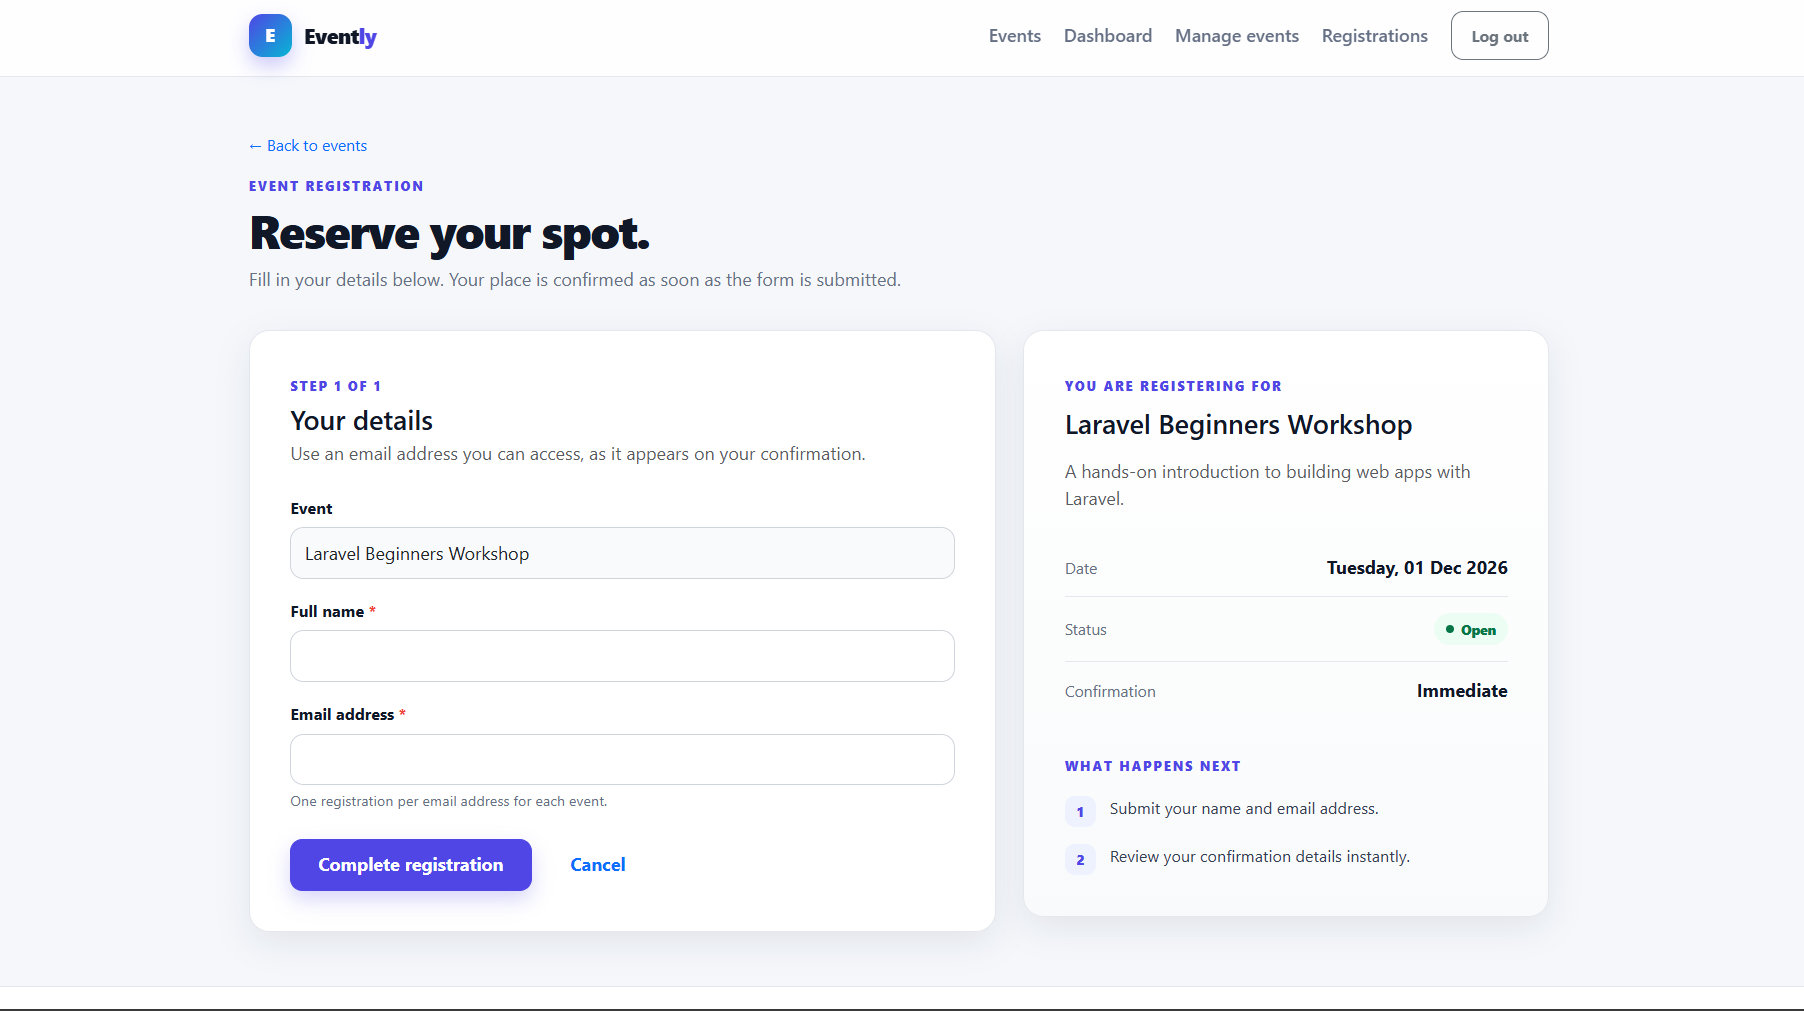 E
Evently
Events
Dashboard
Manage events
Registrations
Log out
← Back to events
EVENT REGISTRATION
Reserve your spot.
Fill in your details below. Your place is confirmed as soon as the form is submitted.
STEP 1 OF 1
Your details
Use an email address you can access, as it appears on your confirmation.
Event
Laravel Beginners Workshop
Full name *
Email address *
One registration per email address for each event.
Complete registration
Cancel
YOU ARE REGISTERING FOR
Laravel Beginners Workshop
A hands-on introduction to building web apps with
Laravel.
Date
Tuesday, 01 Dec 2026
Status
Open
Confirmation
Immediate
WHAT HAPPENS NEXT
1
Submit your name and email address.
2
Review your confirmation details instantly.